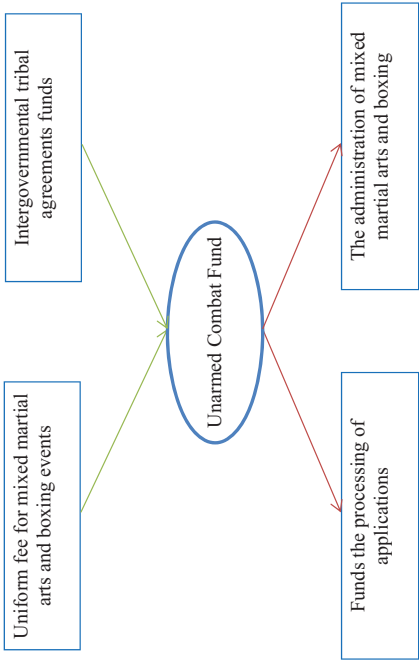 Uniform fee for mixed martial
arts and boxing events
Intergovernmental tribal
agreements funds
Unarmed Combat Fund
Funds the processing of
applications
The administration of mixed
martial arts and boxing